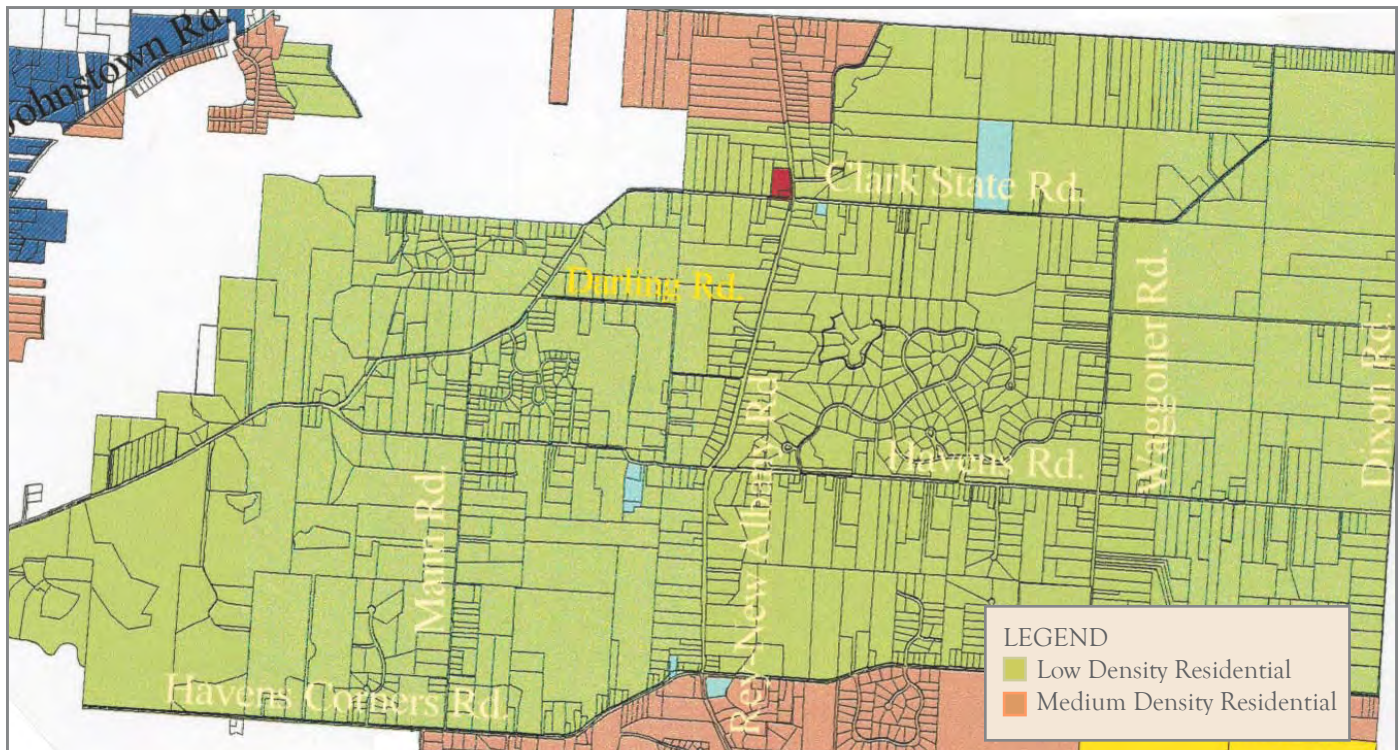 Johnstown Rd.
Clark State Rd.
Darling Rd.
Waggoner Rd.
Dixon Rd.
Havens Rd.
Mann Rd.
Rey-New Albany Rd
Havens Corners Rd.
LEGEND
Low Density Residential
Medium Density Residential